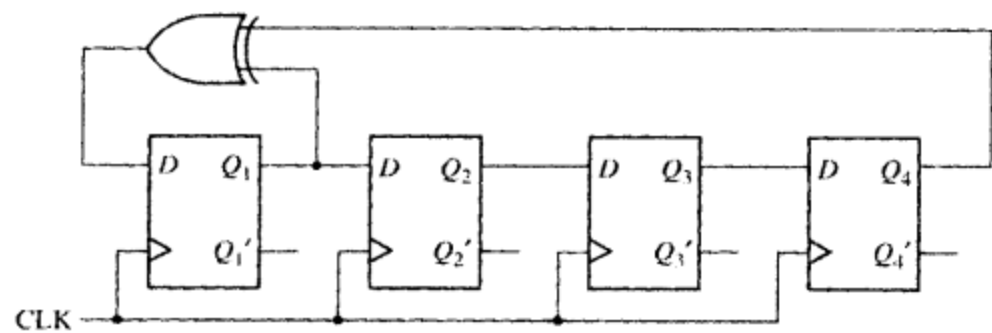 D Q₁ D Q₂ D Q₃ D Q₄
Q₁' Q₂' Q₃' Q₄'
CLK